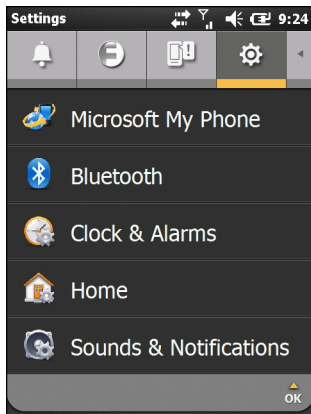 Settings 9:24
Microsoft My Phone
Bluetooth
Clock & Alarms
Home
Sounds & Notifications
OK